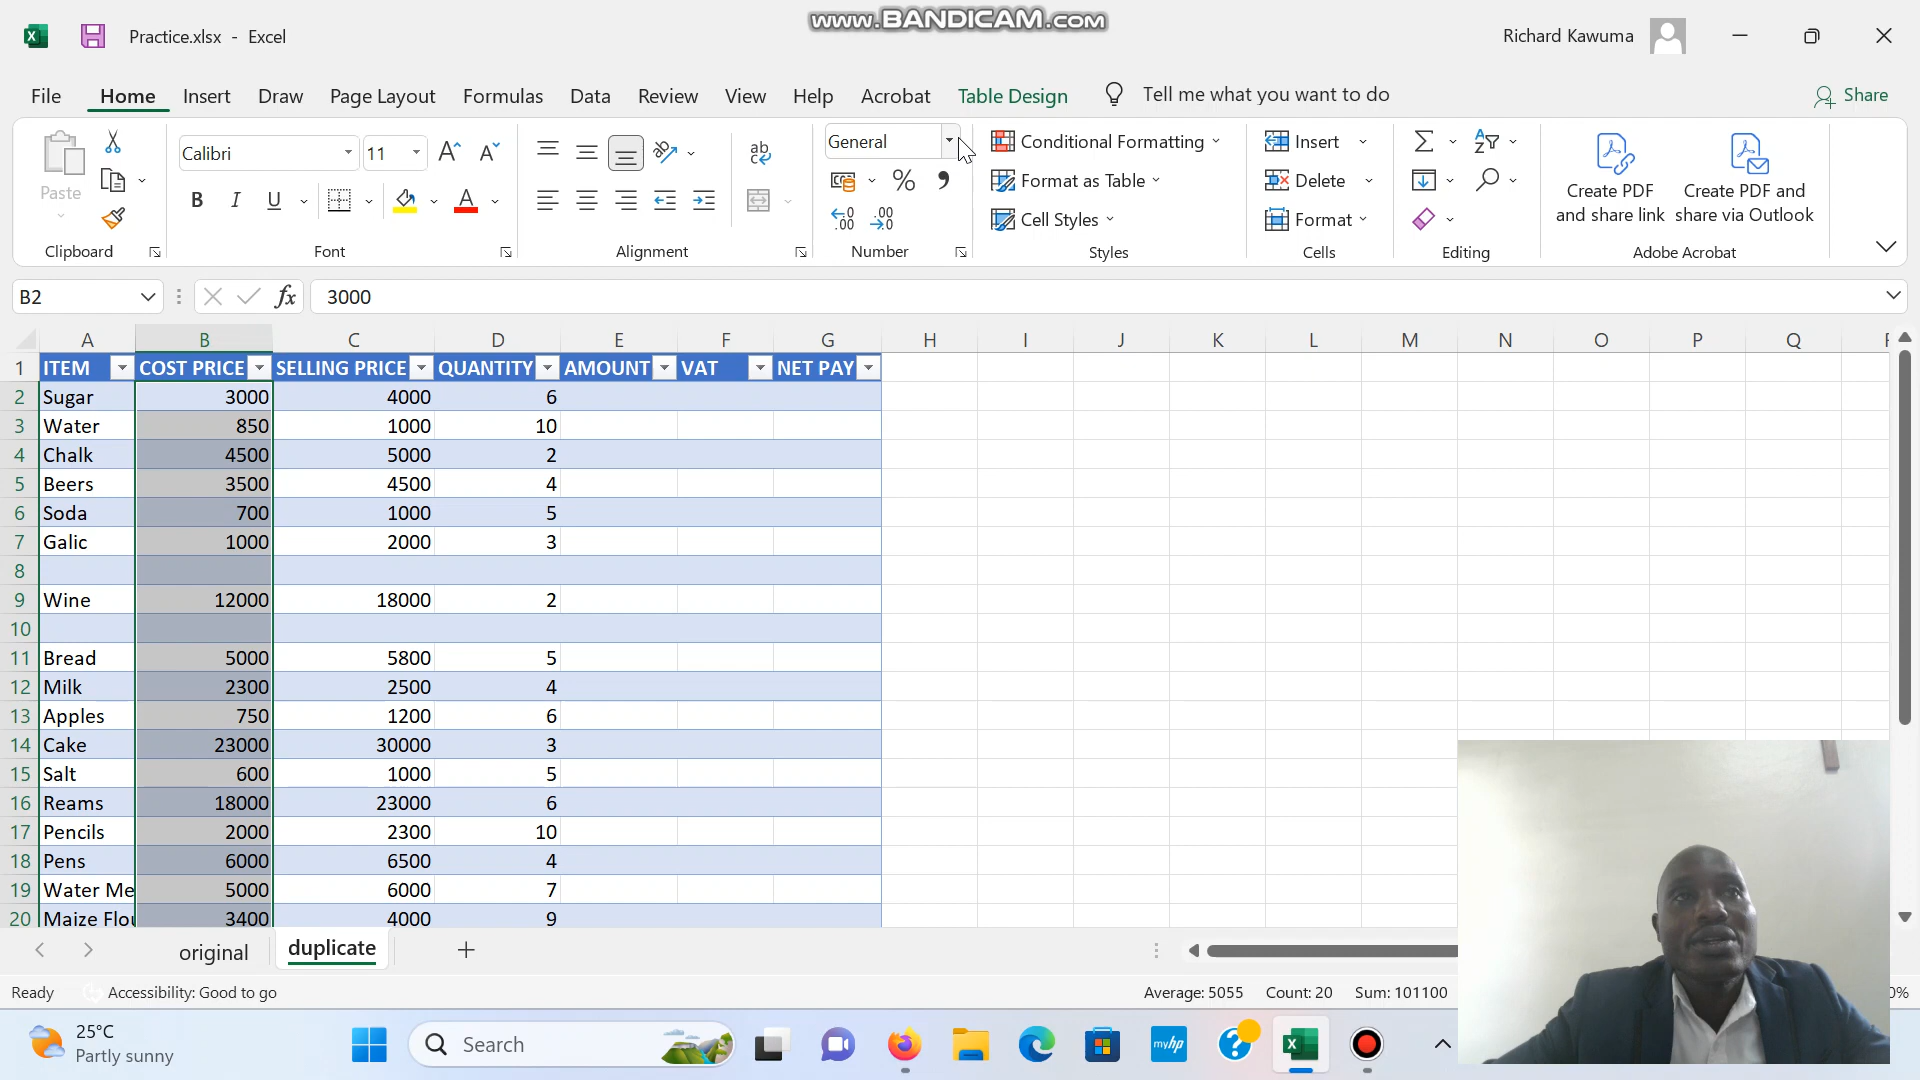 www.BANDICAM.com
Practice.xlsx - Excel
Richard Kawuma
File Home Insert Draw Page Layout Formulas Data Review View Help Acrobat Table Design Tell me what you want to do Share
Paste
Clipboard
Calibri 11
B I U
Font
Alignment
General
Number
Conditional Formatting
Format as Table
Cell Styles
Styles
Insert
Delete
Format
Cells
Editing
Create PDF and share link
Create PDF and share via Outlook
Adobe Acrobat
B2 fx 3000
A B C D E F G H I J K L M N O P Q
1 ITEM COST PRICE SELLING PRICE QUANTITY AMOUNT VAT NET PAY
2 Sugar 3000 4000 6
3 Water 850 1000 10
4 Chalk 4500 5000 2
5 Beers 3500 4500 4
6 Soda 700 1000 5
7 Galic 1000 2000 3
8
9 Wine 12000 18000 2
10
11 Bread 5000 5800 5
12 Milk 2300 2500 4
13 Apples 750 1200 6
14 Cake 23000 30000 3
15 Salt 600 1000 5
16 Reams 18000 23000 6
17 Pencils 2000 2300 10
18 Pens 6000 6500 4
19 Water Me 5000 6000 7
20 Maize Flou 3400 4000 9
original duplicate
Ready Accessibility: Good to go Average: 5055 Count: 20 Sum: 101100 0%
25°C
Partly sunny
Search
myhp